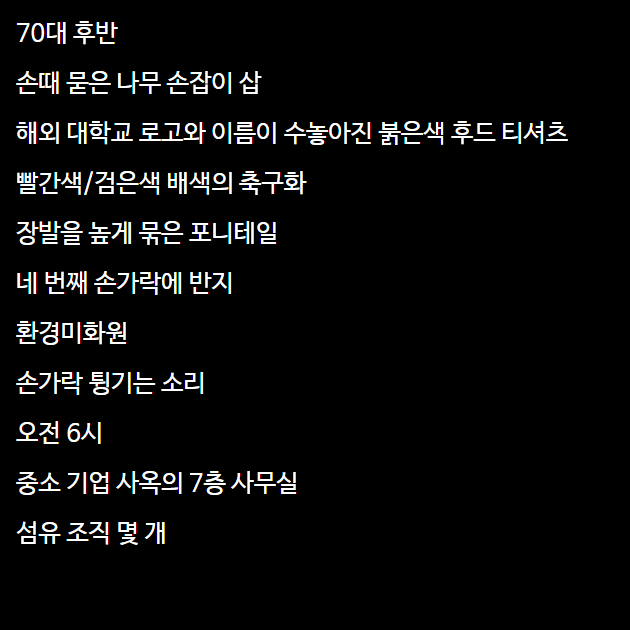 70대 후반
손때 묻은 나무 손잡이 삽
해외 대학교 로고와 이름이 수놓아진 붉은색 후드 티셔츠
빨간색/검은색 배색의 축구화
장발을 높게 묶은 포니테일
네 번째 손가락에 반지
환경미화원
손가락 튕기는 소리
오전 6시
중소 기업 사옥의 7층 사무실
섬유 조직 몇 개